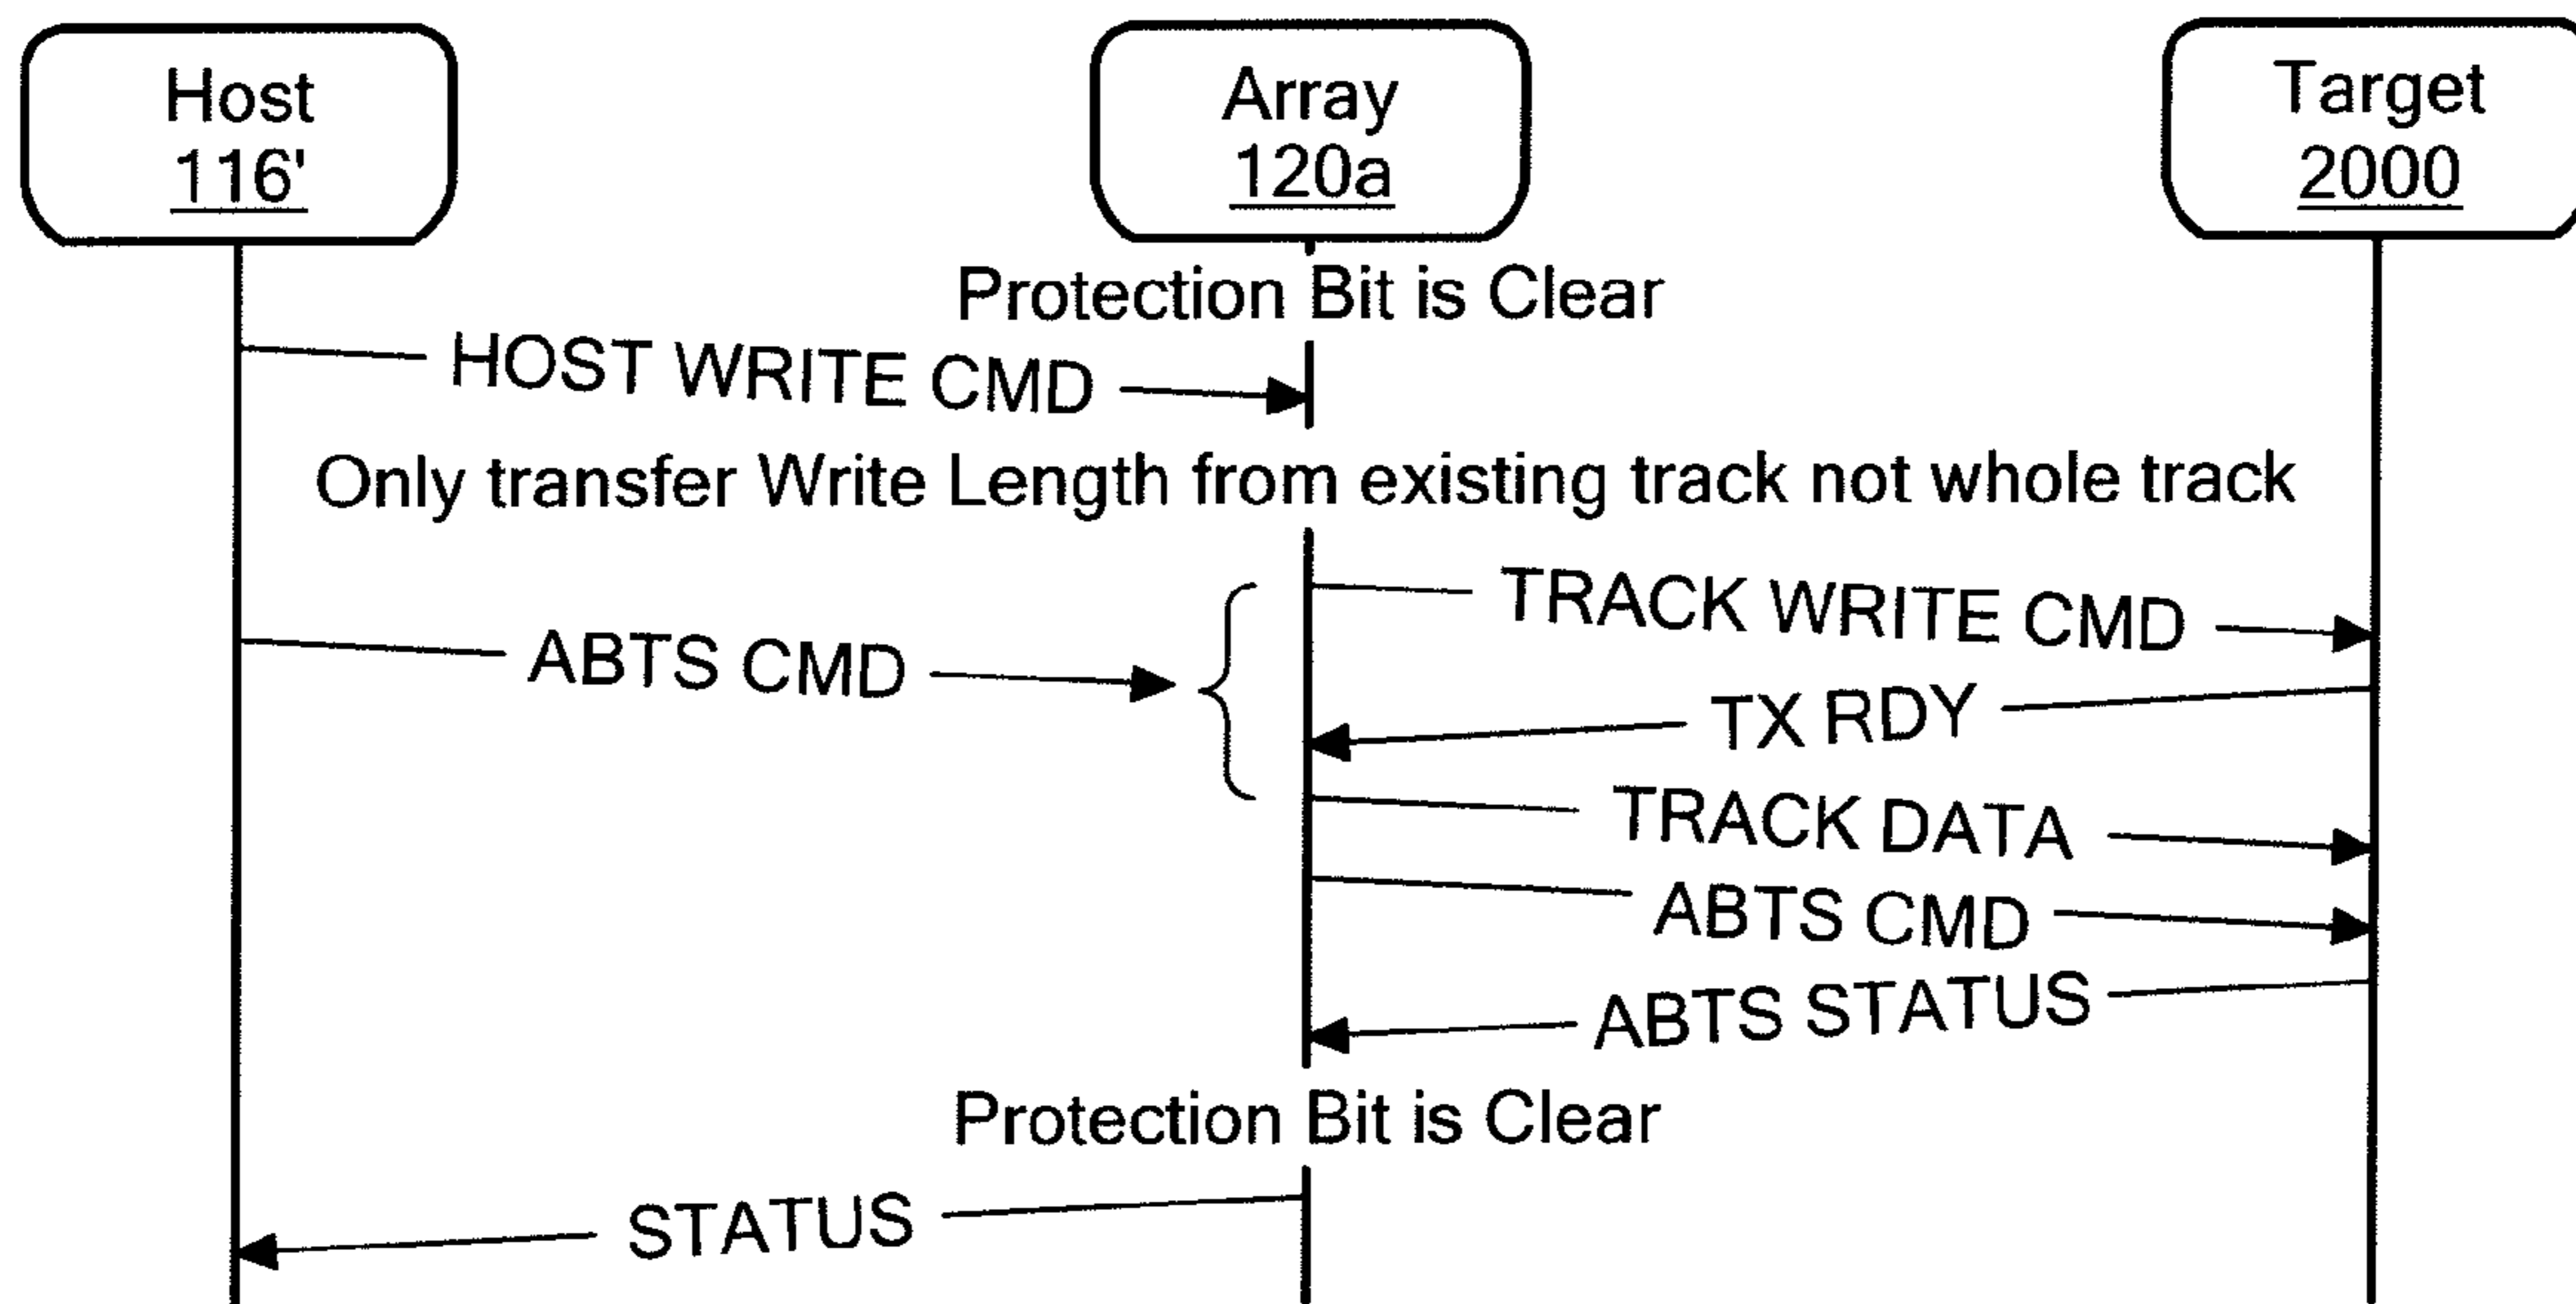 Host
116'
Array
120a
Target
2000
Protection Bit is Clear
HOST WRITE CMD
Only transfer Write Length from existing track not whole track
TRACK WRITE CMD
ABTS CMD
TX RDY
TRACK DATA
ABTS CMD
ABTS STATUS
Protection Bit is Clear
STATUS